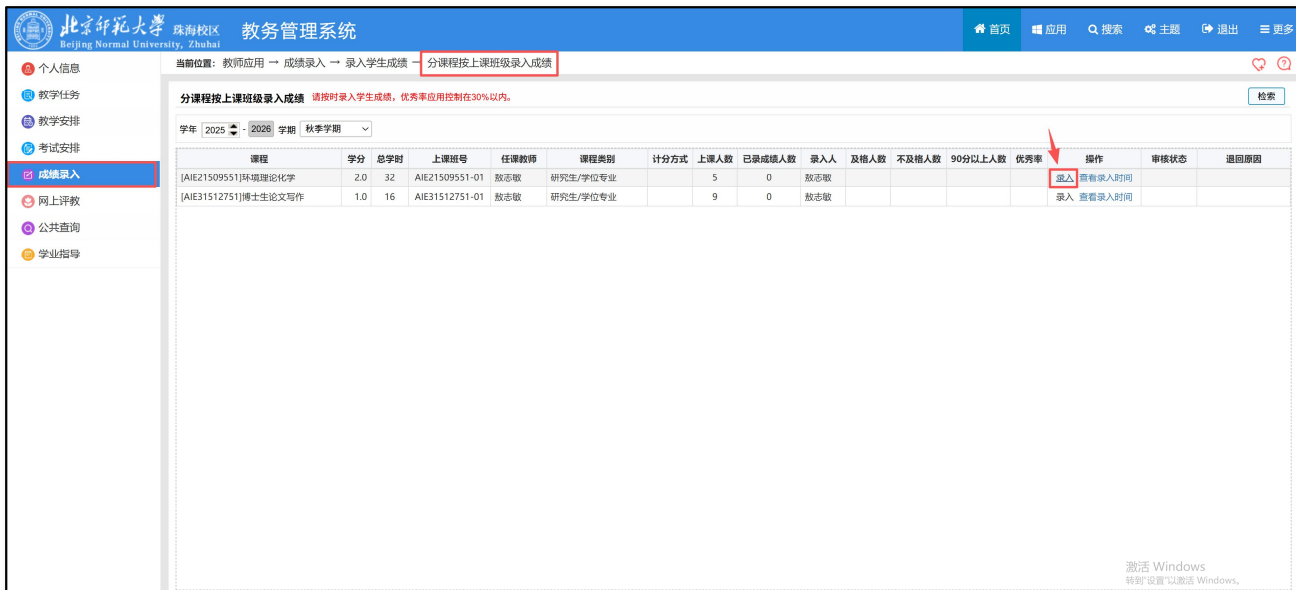 北京师范大学 珠海校区 教务管理系统 首页 应用 搜索 主题 退出 更多
Beijing Normal University, Zhuhai
个人信息
教学任务
教学安排
考试安排
成绩录入
网上评教
公共查询
学业指导
当前位置: 教师应用 → 成绩录入 → 录入学生成绩 → 分课程按上课班级录入成绩
分课程按上课班级录入成绩 请按时录入学生成绩，优秀率应用控制在30%以内。 检索
学年 2025 - 2026 学期 秋季学期
课程 学分 总学时 上课班号 任课教师 课程类别 计分方式 上课人数 已录成绩人数 录入人 及格人数 不及格人数 90分以上人数 优秀率 操作 审核状态 退回原因
[AIE21509551]环境理论化学 2.0 32 AIE21509551-01 敖志敏 研究生/学位专业 5 0 敖志敏 录入 查看录入时间
[AIE31512751]博士生论文写作 1.0 16 AIE31512751-01 敖志敏 研究生/学位专业 9 0 敖志敏 录入 查看录入时间
激活 Windows
转到"设置"以激活 Windows。